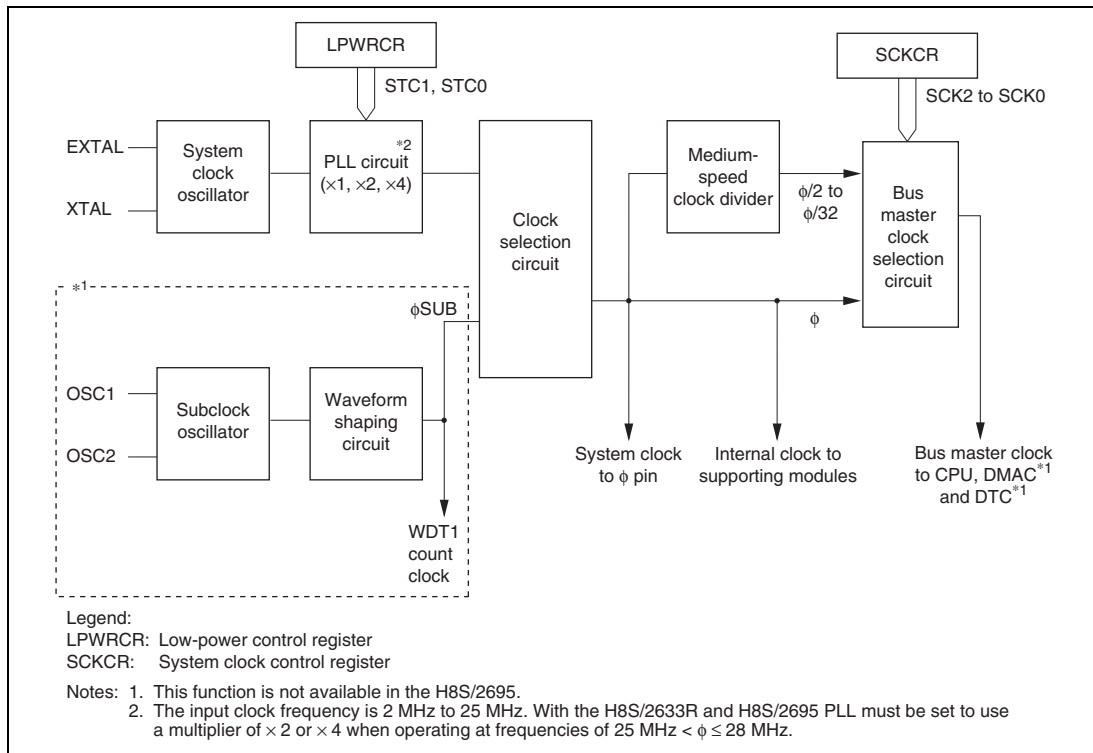 LPWRCR
STC1, STC0
SCKCR
SCK2 to SCK0
EXTAL
XTAL
System
clock
oscillator
*2
PLL circuit
(×1, ×2, ×4)
Clock
selection
circuit
Medium-
speed
clock divider
ϕ/2 to
ϕ/32
Bus
master
clock
selection
circuit
ϕ
*1
ϕSUB
OSC1
OSC2
Subclock
oscillator
Waveform
shaping
circuit
WDT1
count
clock
System clock
to ϕ pin
Internal clock to
supporting modules
Bus master clock
to CPU, DMAC*1
and DTC*1
Legend:
LPWRCR: Low-power control register
SCKCR: System clock control register
Notes: 1. This function is not available in the H8S/2695.
2. The input clock frequency is 2 MHz to 25 MHz. With the H8S/2633R and H8S/2695 PLL must be set to use
a multiplier of × 2 or × 4 when operating at frequencies of 25 MHz < ϕ ≤ 28 MHz.